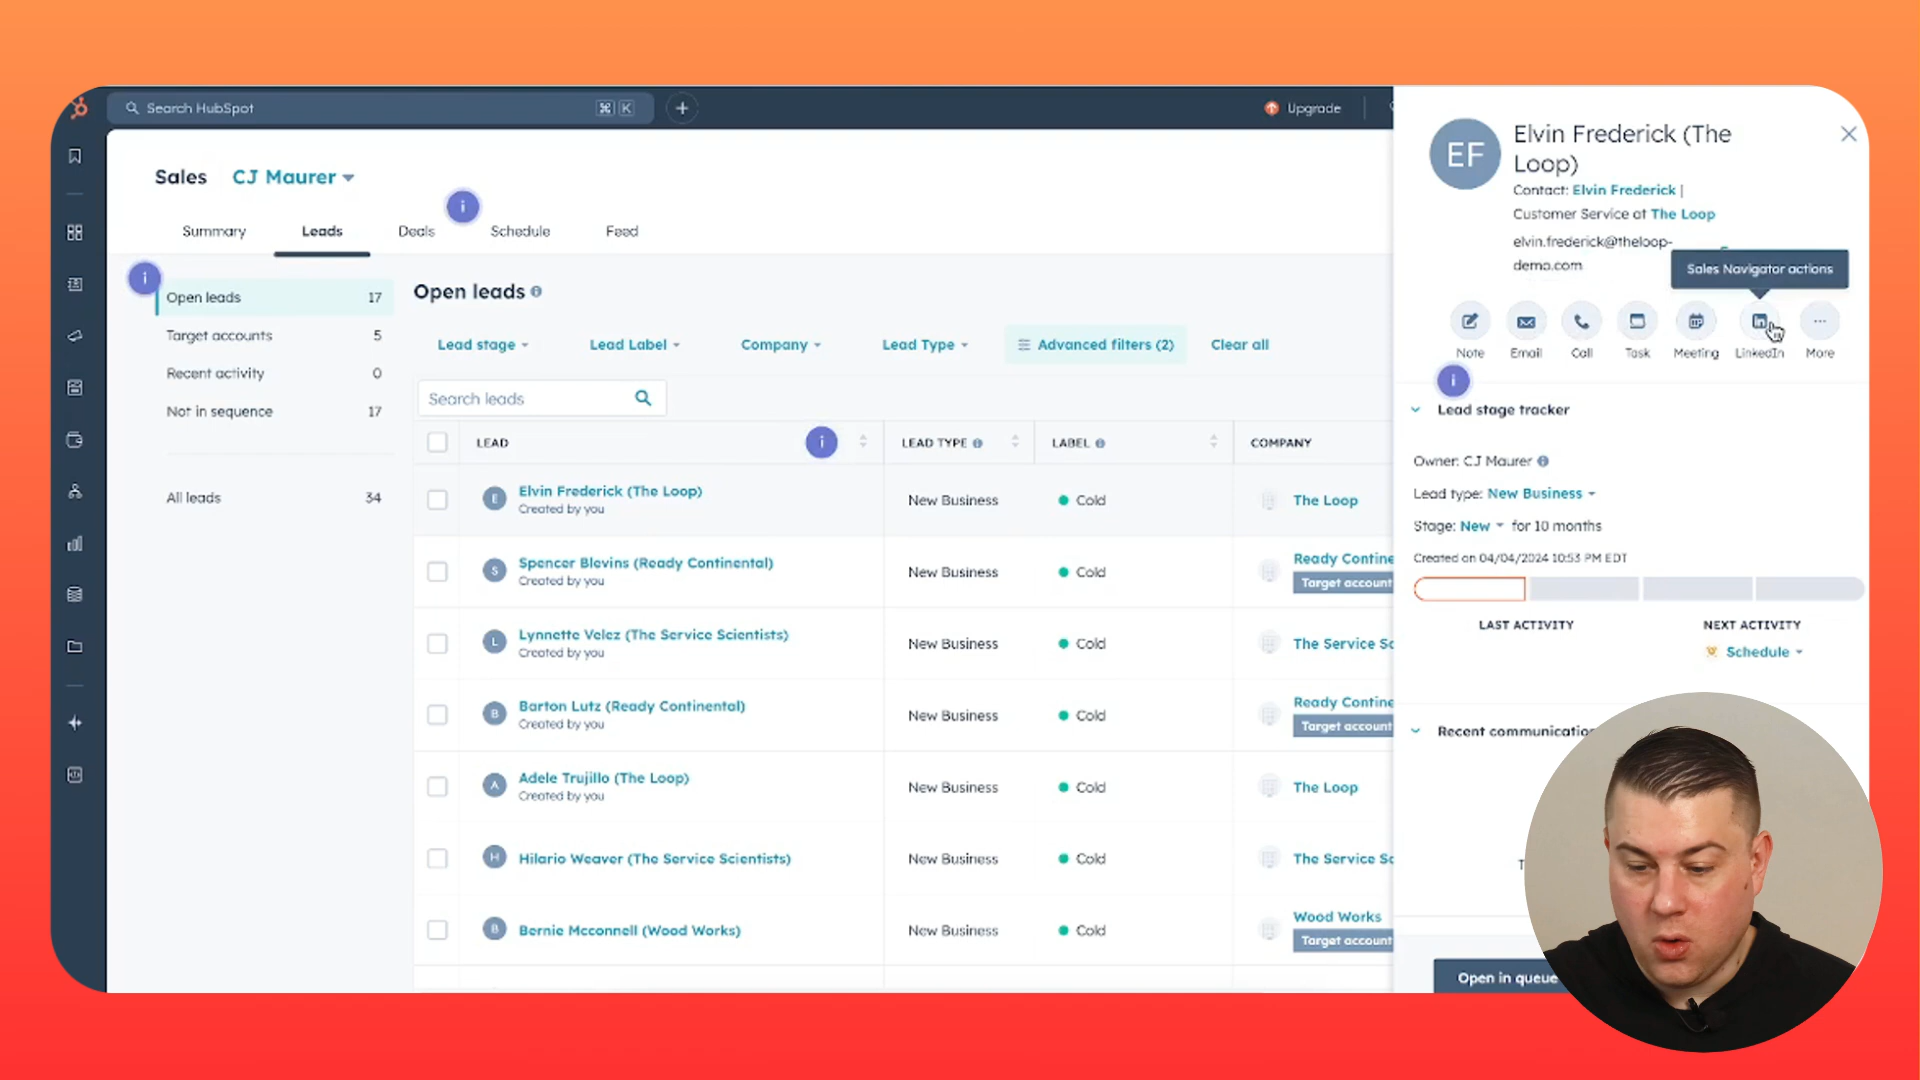 Search HubSpot
⌘ K
+
Upgrade
Sales CJ Maurer
i
Summary Leads Deals Schedule Feed
i
Open leads 17
Target accounts 5
Recent activity 0
Not in sequence 17
All leads 34
Open leads i
Lead stage Lead Label Company Lead Type Advanced filters (2) Clear all
Search leads
LEAD i LEAD TYPE i LABEL i COMPANY
E Elvin Frederick (The Loop) New Business Cold The Loop
Created by you
S Spencer Blevins (Ready Continental) New Business Cold Ready Contine
Created by you Target account
L Lynnette Velez (The Service Scientists) New Business Cold The Service Sc
Created by you
B Barton Lutz (Ready Continental) New Business Cold Ready Contine
Created by you Target account
A Adele Trujillo (The Loop) New Business Cold The Loop
Created by you
H Hilario Weaver (The Service Scientists) New Business Cold The Service Sc
B Bernie Mcconnell (Wood Works) New Business Cold Wood Works
Target account
EF
Elvin Frederick (The
Loop)
Contact: Elvin Frederick |
Customer Service at The Loop
elvin.frederick@theloop-
demo.com
Sales Navigator actions
in
Note Email Call Task Meeting LinkedIn More
i
Lead stage tracker
Owner: CJ Maurer i
Lead type: New Business
Stage: New for 10 months
Created on 04/04/2024 10:53 PM EDT
LAST ACTIVITY NEXT ACTIVITY
Schedule
Recent communication
T
Open in queue